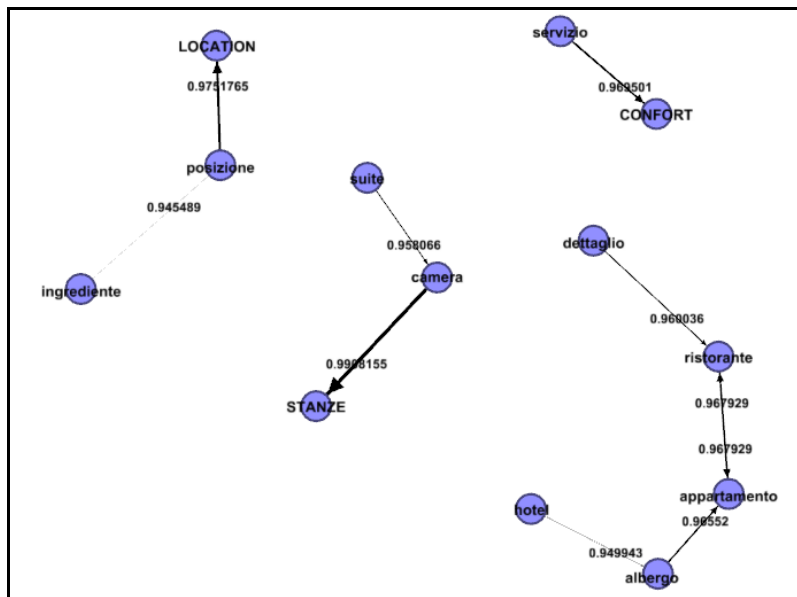 servizio
LOCATION
0.9751765
0.969501
CONFORT
posizione
suite
0.945489
0.958066
dettaglio
camera
ingrediente
0.960036
ristorante
0.9908155
STANZE
0.967929
0.967929
appartamento
hotel
0.96552
0.949943
albergo